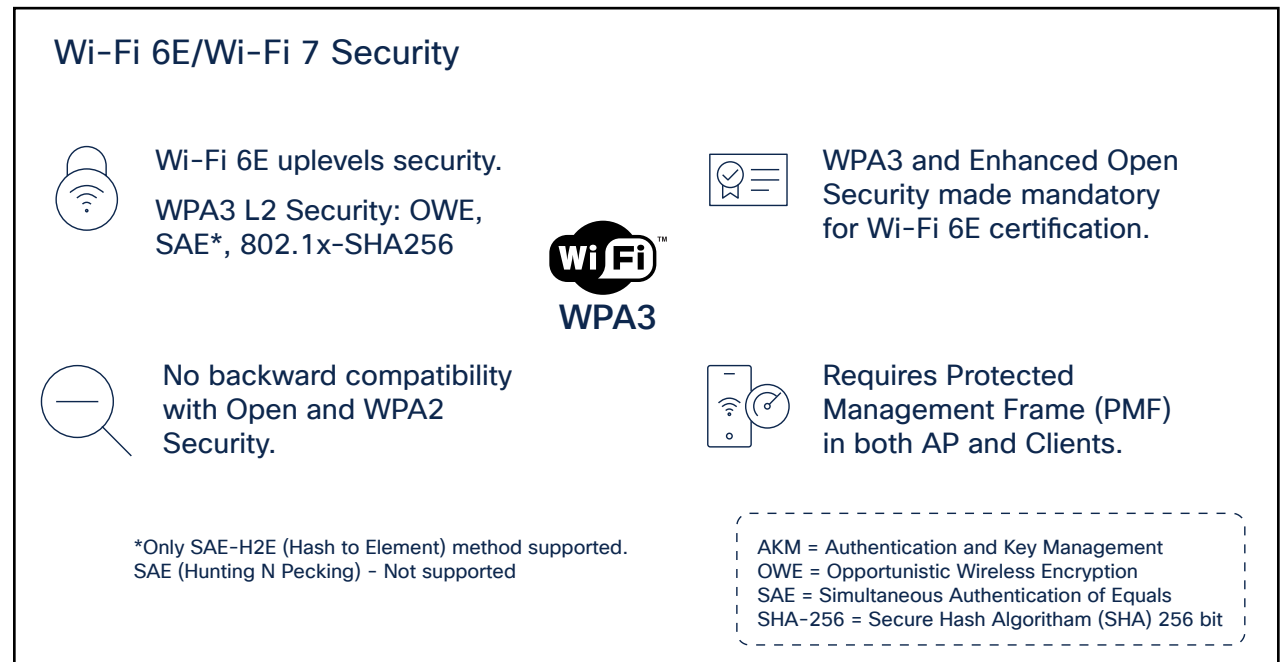 Wi-Fi 6E/Wi-Fi 7 Security
Wi-Fi 6E uplevels security.
WPA3 L2 Security: OWE,
SAE*, 802.1x-SHA256
Wi Fi™
WPA3
WPA3 and Enhanced Open
Security made mandatory
for Wi-Fi 6E certification.
No backward compatibility
with Open and WPA2
Security.
Requires Protected
Management Frame (PMF)
in both AP and Clients.
*Only SAE-H2E (Hash to Element) method supported.
SAE (Hunting N Pecking) - Not supported
AKM = Authentication and Key Management
OWE = Opportunistic Wireless Encryption
SAE = Simultaneous Authentication of Equals
SHA-256 = Secure Hash Algoritham (SHA) 256 bit